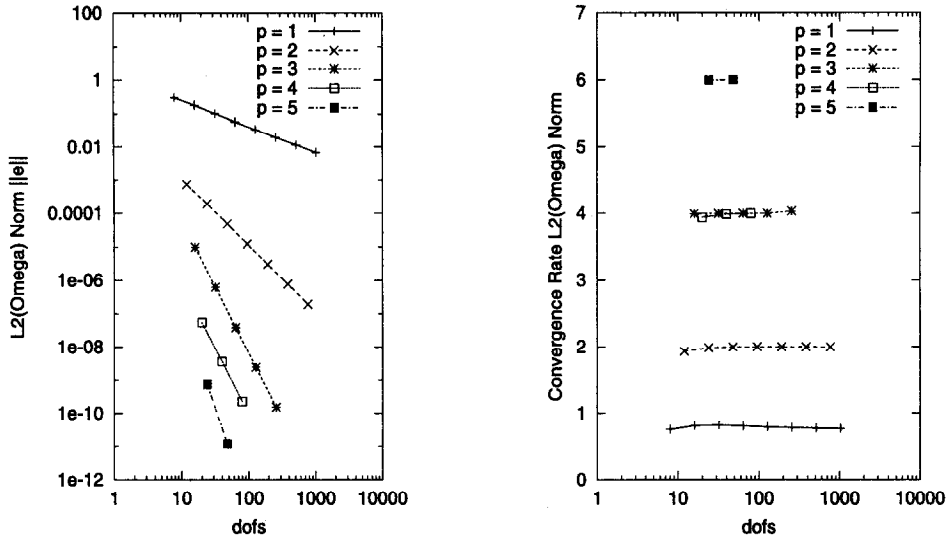 100
1
0.01
0.0001
1e-06
1e-08
1e-10
1e-12
1
10
100
1000
10000
dofs
L2(Omega) Norm ||e||
p = 1
p = 2
p = 3
p = 4
p = 5
7
6
5
4
3
2
1
0
1
10
100
1000
10000
dofs
Convergence Rate L2(Omega) Norm
p = 1
p = 2
p = 3
p = 4
p = 5